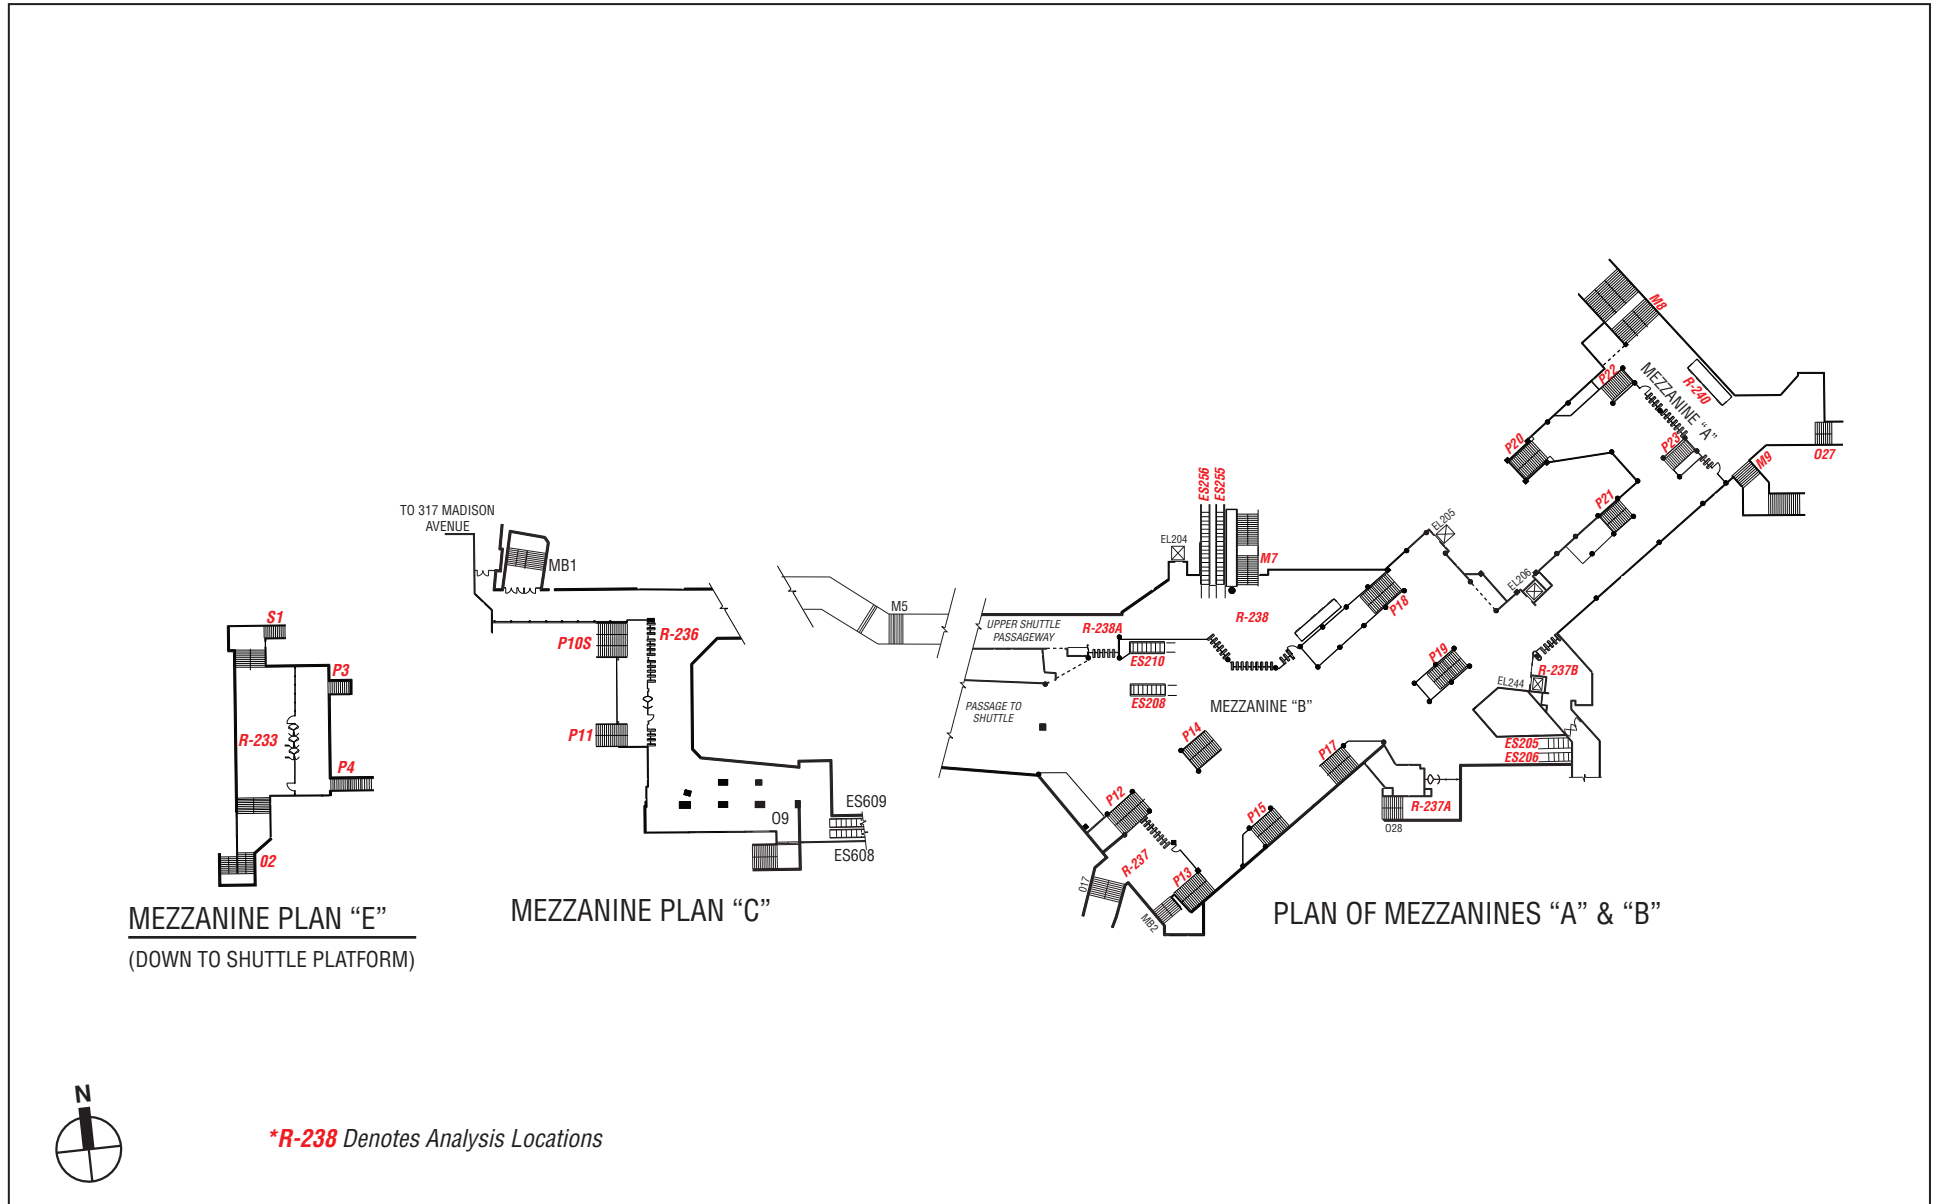 S1
P3
R-233
P4
02
MEZZANINE PLAN “E”
(DOWN TO SHUTTLE PLATFORM)
TO 317 MADISON
AVENUE
MB1
P10S
R-236
P11
O9
ES609
ES608
MEZZANINE PLAN “C”
M5
UPPER SHUTTLE
PASSAGEWAY
PASSAGE TO
SHUTTLE
R-238A
ES210
ES208
EL204
ES256
ES255
M7
R-238
MEZZANINE “B”
P14
P12
R-237
P13
017
MB2
P15
P17
P18
P19
EL205
EL206
R-237B
EL244
ES205
ES206
R-237A
028
M8
P22
MEZZANINE “A”
R-240
P20
P23
P21
M9
027
PLAN OF MEZZANINES “A” & “B”
N
*R-238 Denotes Analysis Locations